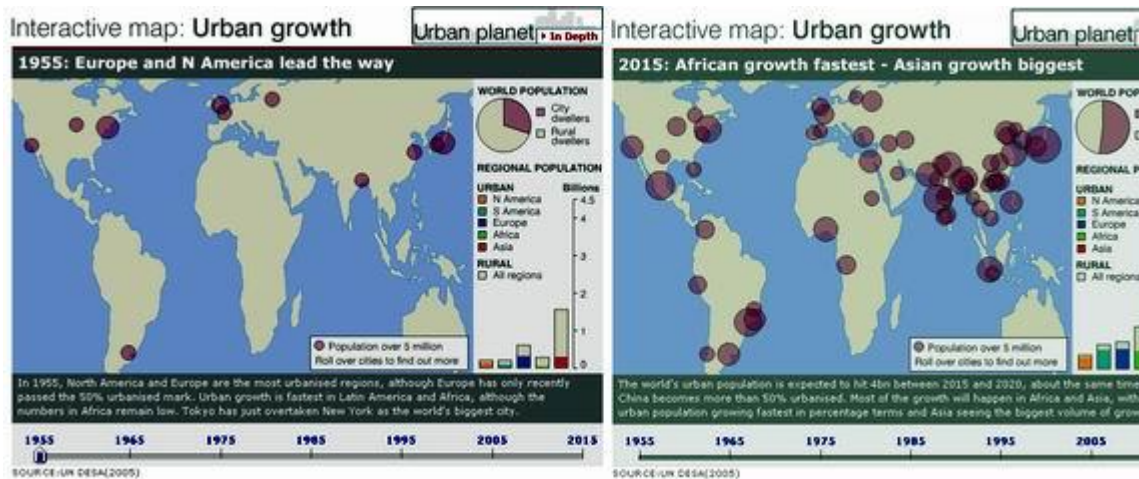 Interactive map: Urban growth
Urban planet
In Depth
1955: Europe and N America lead the way
WORLD POPULATION
City
dwellers
Rural
dwellers
REGIONAL POPULATION
URBAN
Billions
N America
S America
Europe
Africa
Asia
RURAL
All regions
4.5
4
3
2
1
0
Population over 5 million
Roll over cities to find out more
In 1955, North America and Europe are the most urbanised regions, although Europe has only recently
passed the 50% urbanised mark. Urban growth is fastest in Latin America and Africa, although the
numbers in Africa remain low. Tokyo has just overtaken New York as the world's biggest city.
1955 1965 1975 1985 1995 2005 2015
SOURCE:UN DESA(2005)
Interactive map: Urban growth
Urban planet
2015: African growth fastest - Asian growth biggest
WORLD POP
REGIONAL P
URBAN
N America
S America
Europe
Africa
Asia
RURAL
All regions
Population over 5 million
Roll over cities to find out more
The world's urban population is expected to hit 4bn between 2015 and 2020, about the same time
China becomes more than 50% urbanised. Most of the growth will happen in Africa and Asia, with
urban population growing fastest in percentage terms and Asia seeing the biggest volume of grow
1955 1965 1975 1985 1995 2005
SOURCE:UN DESA(2005)